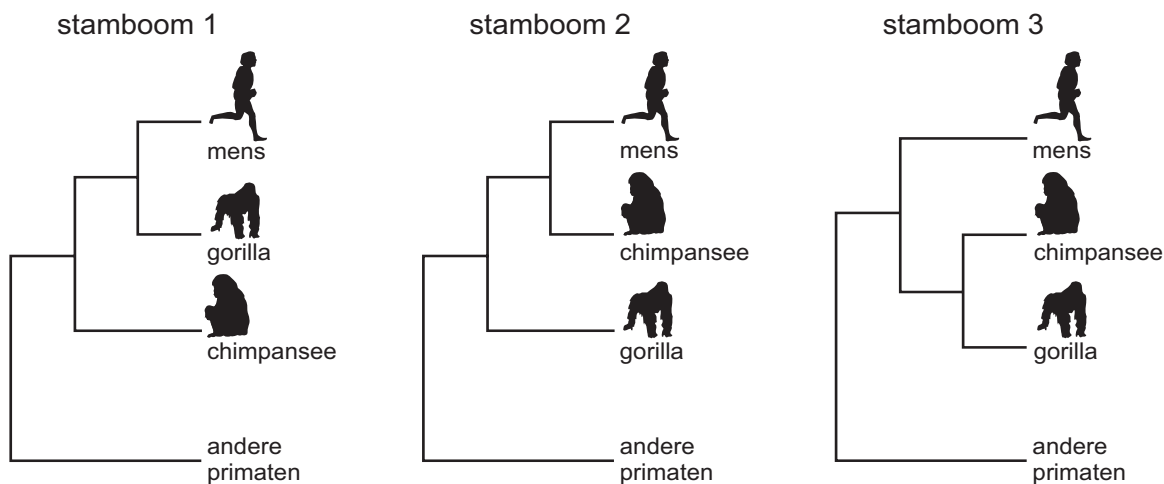 stamboom 1
mens
gorilla
chimpansee
andere
primaten
stamboom 2
mens
chimpansee
gorilla
andere
primaten
stamboom 3
mens
chimpansee
gorilla
andere
primaten